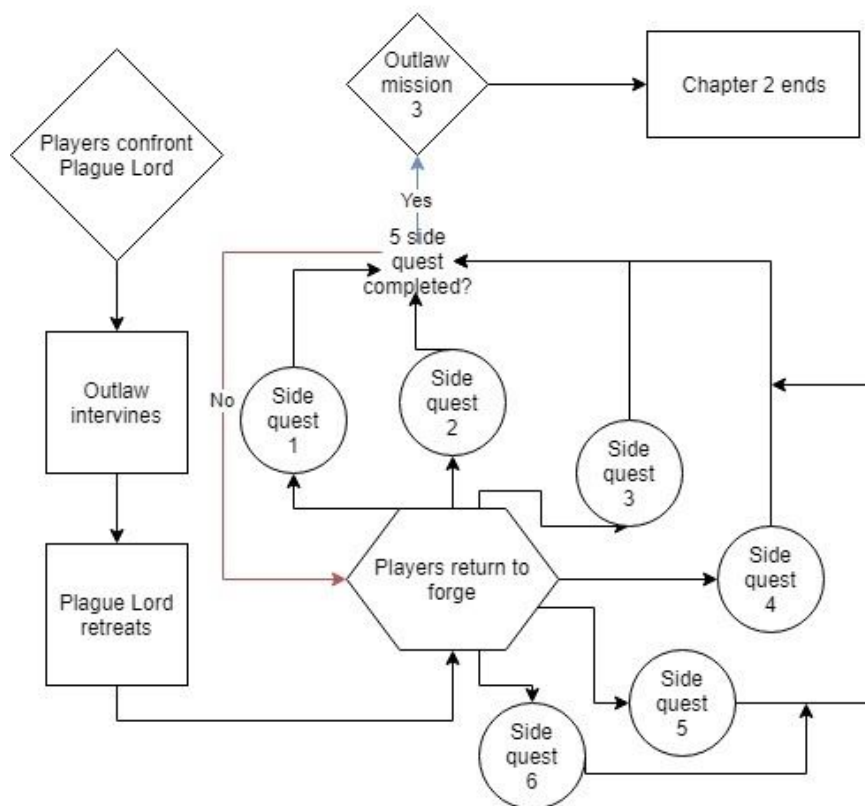 Outlaw
mission
3
Chapter 2 ends
Players confront
Plague Lord
Yes
5 side
quest
completed?
Outlaw
intervines
No
Side
quest
1
Side
quest
2
Side
quest
3
Players return to
forge
Plague Lord
retreats
Side
quest
4
Side
quest
5
Side
quest
6